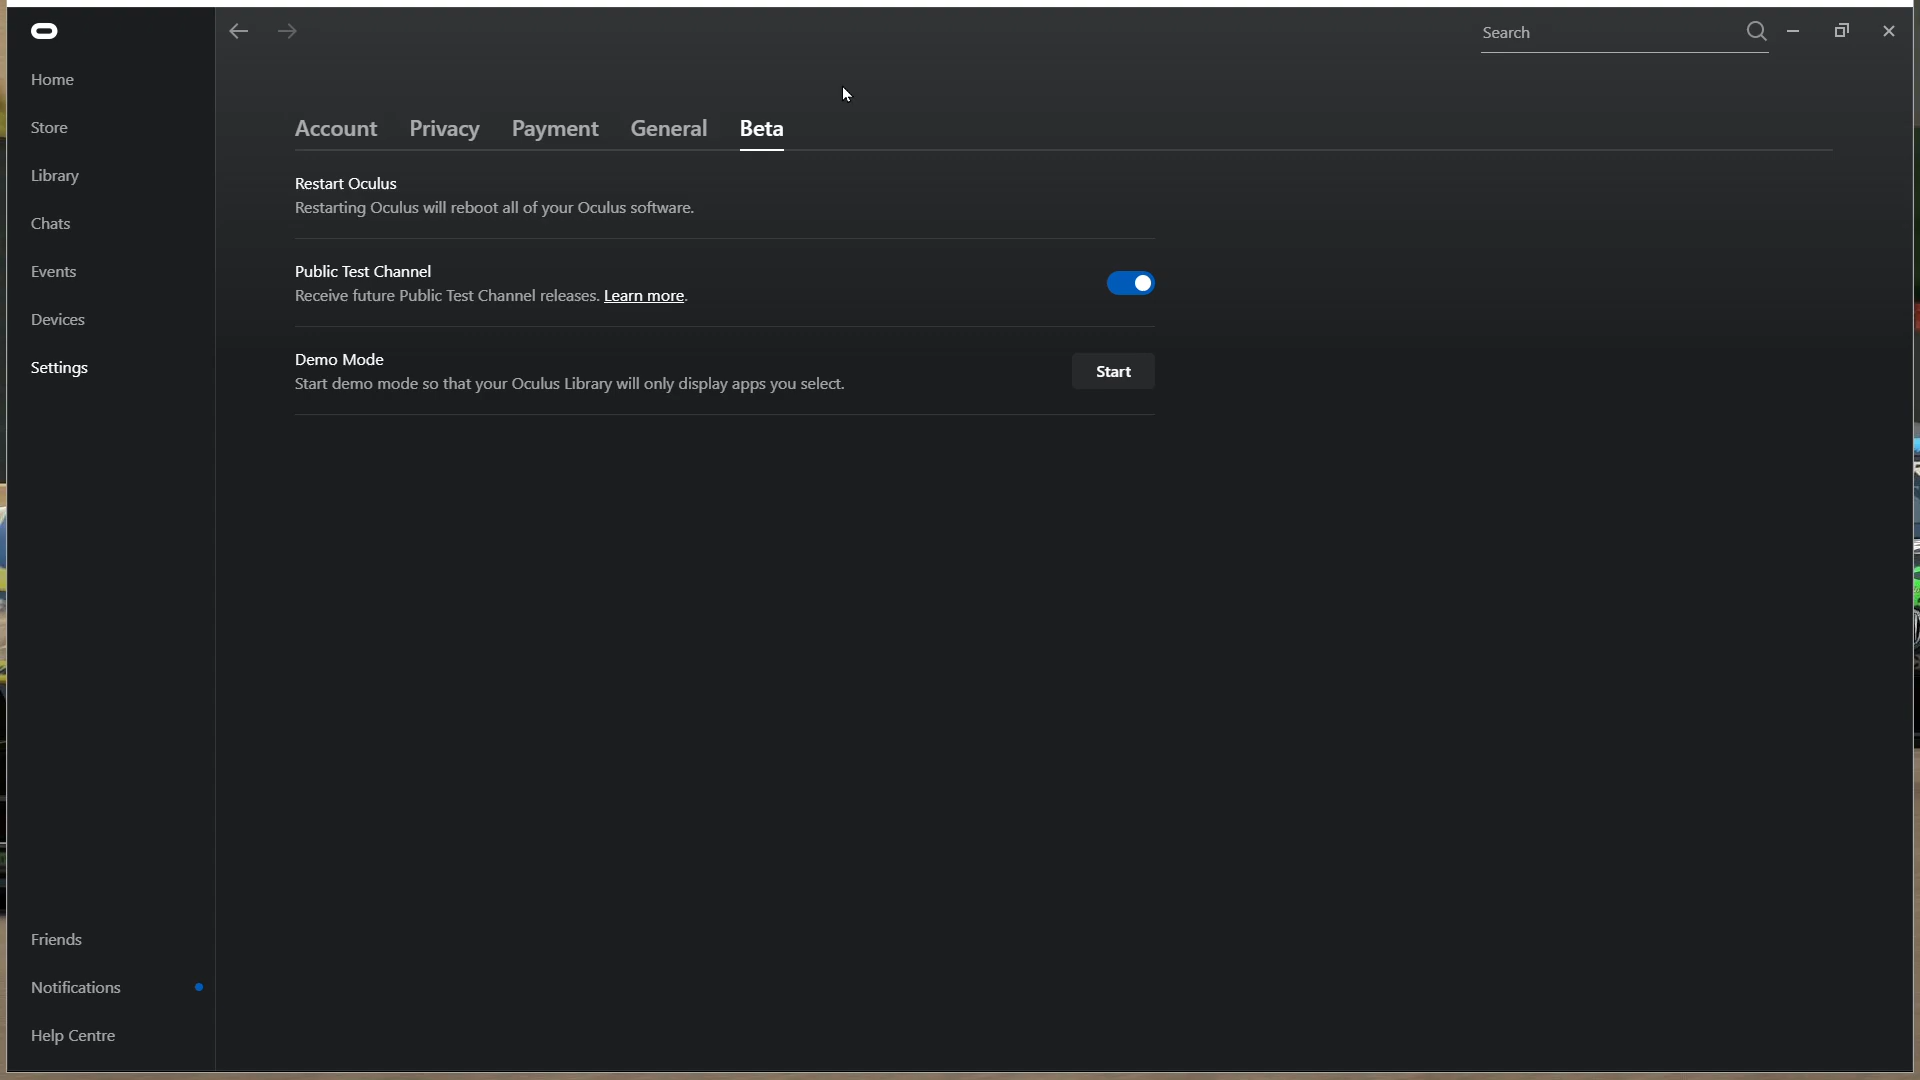 Search
Home
Store
Library
Chats
Events
Devices
Settings
Account Privacy Payment General Beta
Restart Oculus
Restarting Oculus will reboot all of your Oculus software.
Public Test Channel
Receive future Public Test Channel releases. Learn more.
Demo Mode
Start demo mode so that your Oculus Library will only display apps you select.
Start
Friends
Notifications
Help Centre